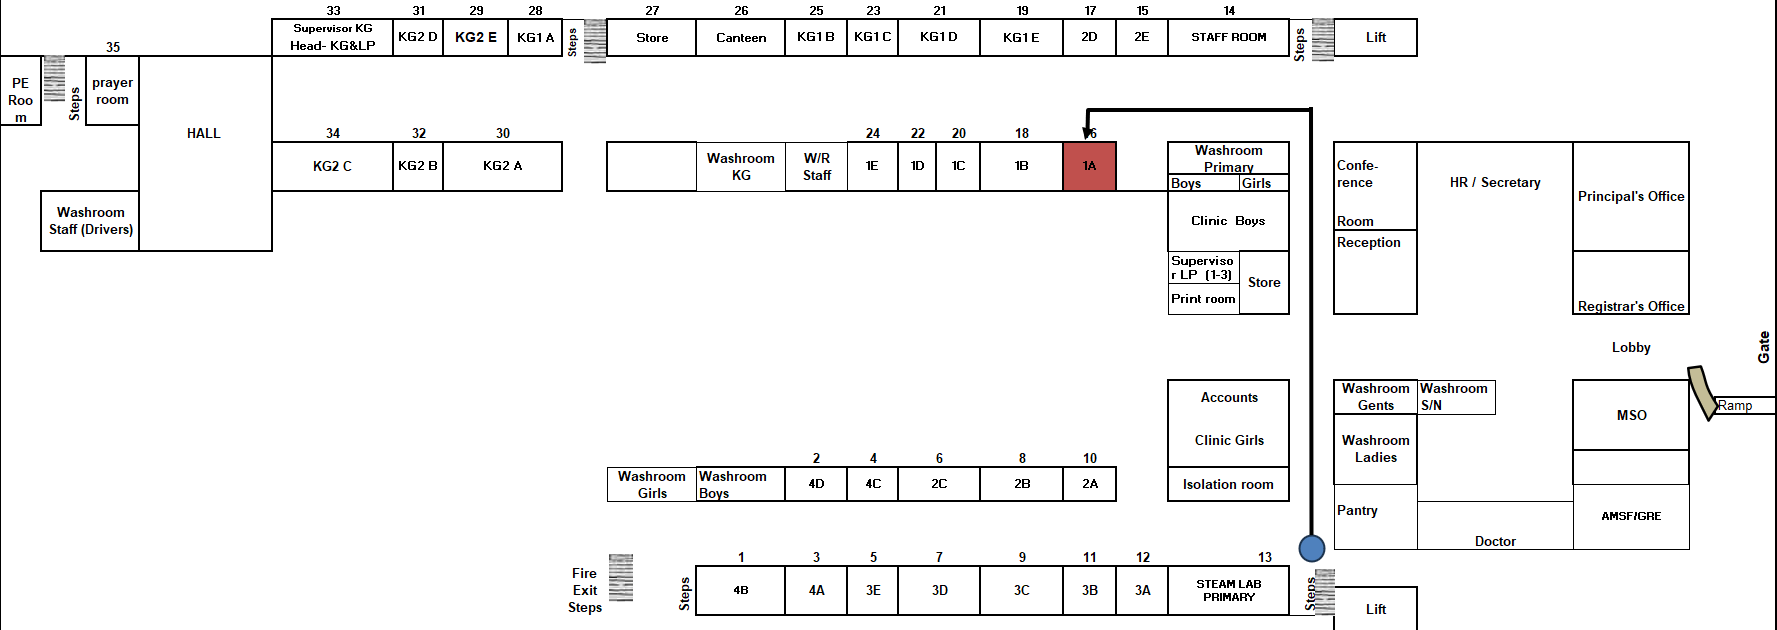 33
31
29
28
27
26
25
23
21
19
17
15
14
Supervisor KG
Head- KG&LP
KG2 D
KG2 E
KG1 A
Steps
Store
Canteen
KG1 B
KG1 C
KG1 D
KG1 E
2D
2E
STAFF ROOM
Steps
Lift
35
PE
Roo
m
Steps
prayer
room
HALL
34
32
30
KG2 C
KG2 B
KG2 A
24
22
20
18
6
Washroom
KG
W/R
Staff
1E
1D
1C
1B
1A
Washroom
Primary
Boys
Girls
Clinic Boys
Superviso
r LP (1-3)
Print room
Store
Confe-
rence
Room
Reception
HR / Secretary
Principal's Office
Registrar's Office
Washroom
Staff (Drivers)
Lobby
Gate
Ramp
Accounts
Clinic Girls
Isolation room
Washroom
Gents
Washroom
S/N
Washroom
Ladies
Pantry
Doctor
MSO
AMSF/GRE
2
4
6
8
10
Washroom
Girls
Washroom
Boys
4D
4C
2C
2B
2A
1
3
5
7
9
11
12
13
Fire
Exit
Steps
Steps
4B
4A
3E
3D
3C
3B
3A
STEAM LAB
PRIMARY
Steps
Lift